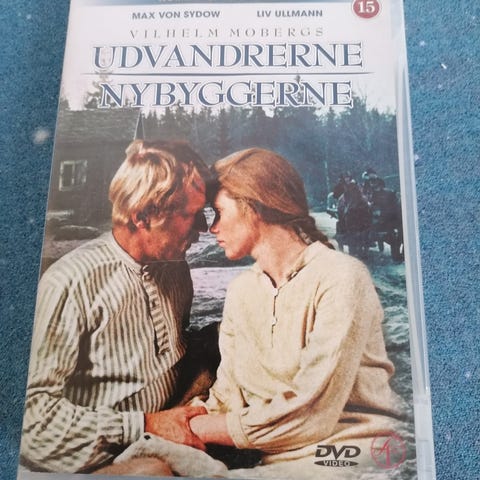 MAX VON SYDOW LIV ULLMANN
15
VILHELM MOBERGS
UDVANDRERNE
NYBYGGERNE
DVD
VIDEO